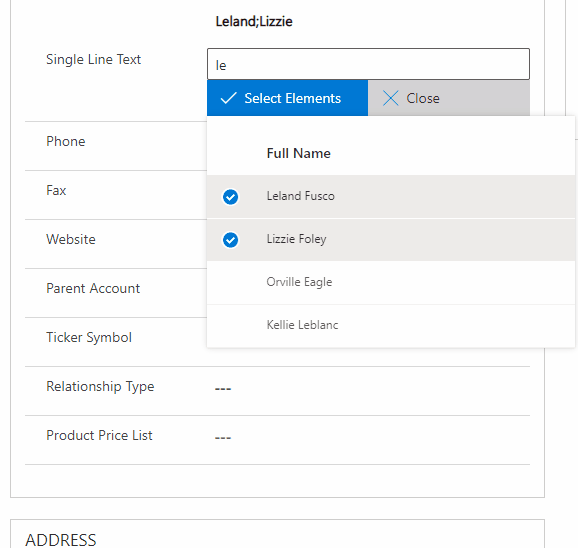 Leland;Lizzie
Single Line Text
le
Select Elements
Close
Phone
Full Name
Fax
Leland Fusco
Website
Lizzie Foley
Parent Account
Orville Eagle
Ticker Symbol
Kellie Leblanc
Relationship Type
---
Product Price List
---
ADDRESS